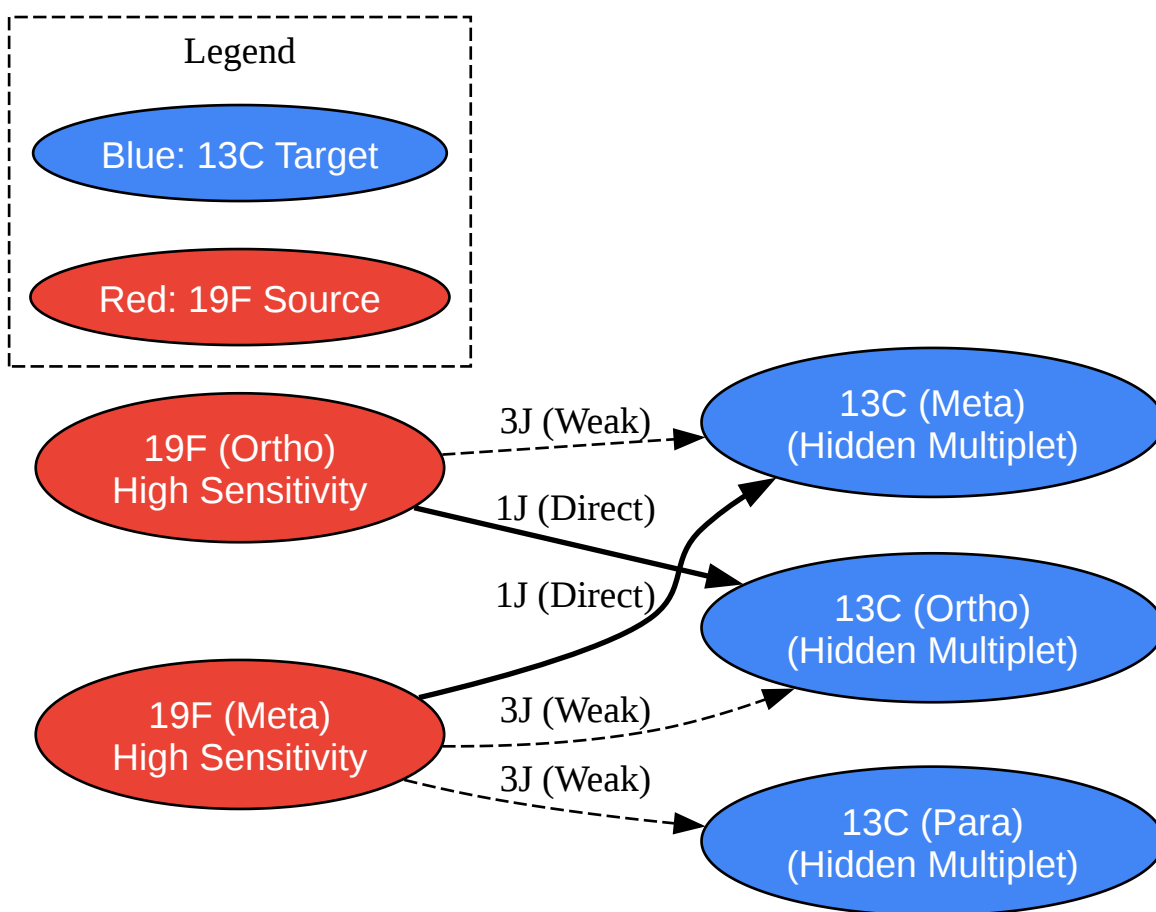 Legend
Blue: 13C Target
Red: 19F Source
19F (Ortho)
High Sensitivity
3J (Weak)
1J (Direct)
13C (Meta)
(Hidden Multiplet)
1J (Direct)
13C (Ortho)
(Hidden Multiplet)
19F (Meta)
High Sensitivity
3J (Weak)
3J (Weak)
13C (Para)
(Hidden Multiplet)